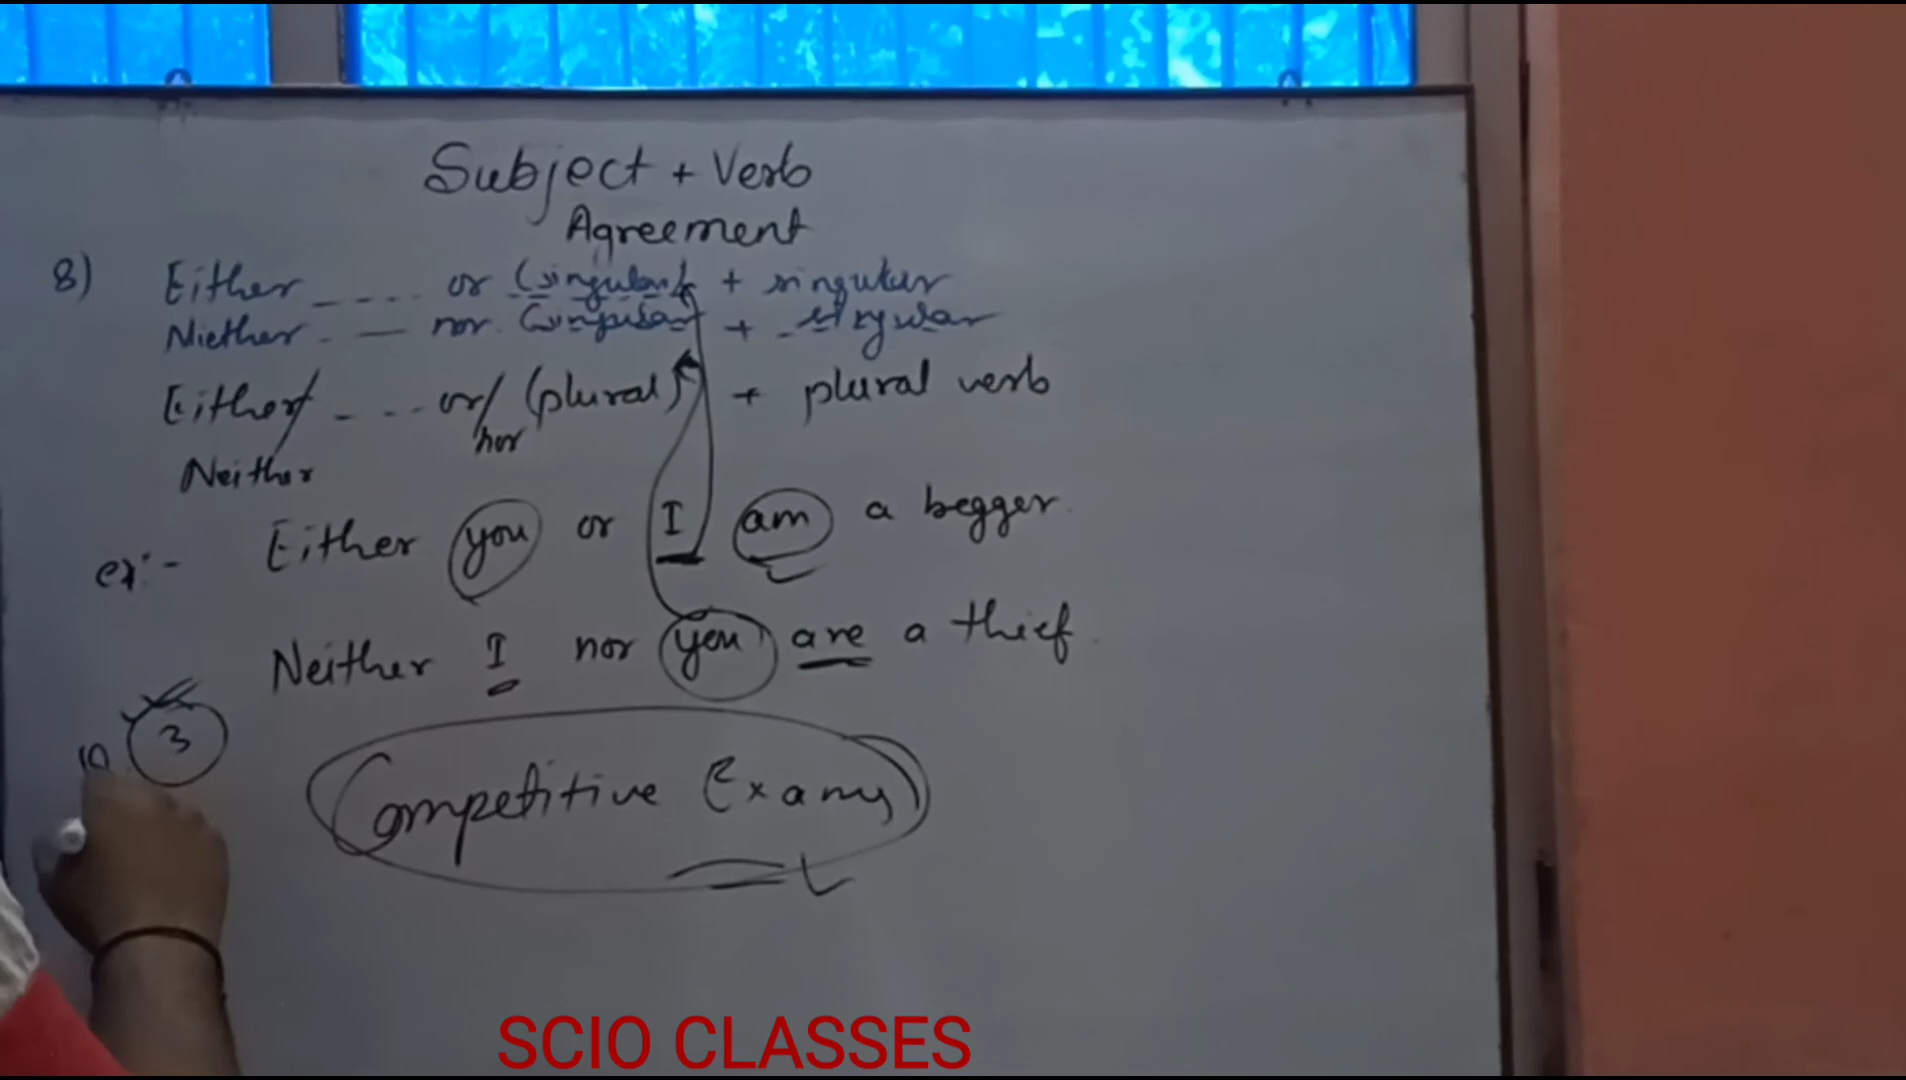 Subject + Verb
Agreement
8) Either ---- or (singular) + singular
Niether - — nor (singular) + singular
Either/ ---- or/ (plural) + plural verb
nor
Neither
ex:- Either you or I am a begger.
Neither I nor you are a thief.
3
Competitive Exams
SCIO CLASSES